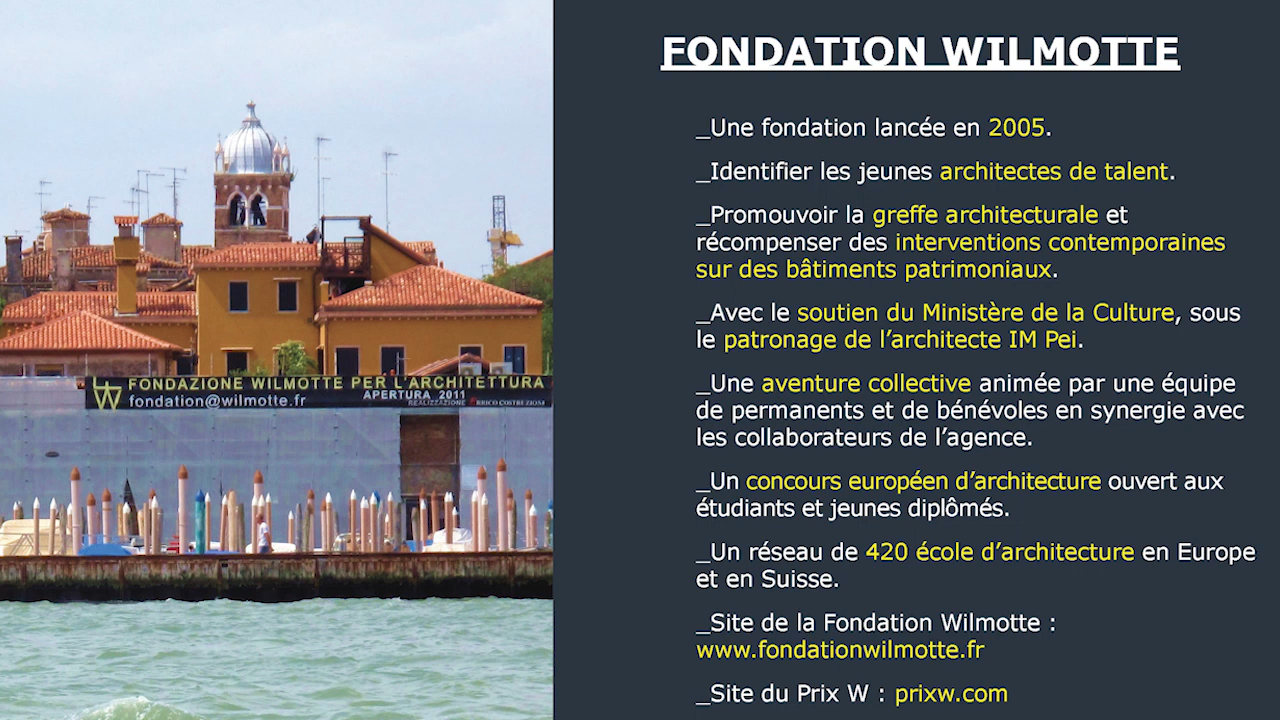 FONDATION WILMOTTE
_Une fondation lancée en 2005.
_Identifier les jeunes architectes de talent.
_Promouvoir la greffe architecturale et
récompenser des interventions contemporaines
sur des bâtiments patrimoniaux.
_Avec le soutien du Ministère de la Culture, sous
le patronage de l’architecte IM Pei.
_Une aventure collective animée par une équipe
de permanents et de bénévoles en synergie avec
les collaborateurs de l’agence.
_Un concours européen d’architecture ouvert aux
étudiants et jeunes diplômés.
_Un réseau de 420 école d’architecture en Europe
et en Suisse.
_Site de la Fondation Wilmotte :
www.fondationwilmotte.fr
_Site du Prix W : prixw.com
W FONDAZIONE WILMOTTE PER L'ARCHITETTURA
fondation@wilmotte.fr APERTURA 2011
REALIZZAZIONE ERRICO COSTRUZIONI